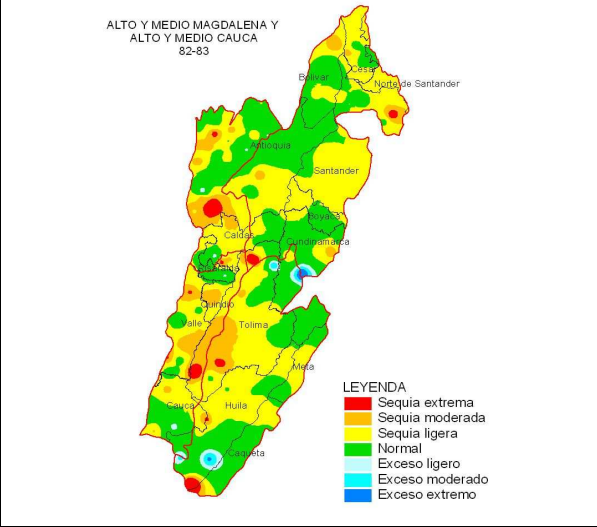 ALTO Y MEDIO MAGDALENA Y
ALTO Y MEDIO CAUCA
82-83
Cesar
Bolivar
Norte de Santander
Antioquia
Santander
Boyaca
Caldas
Cundinamarca
Risaralda
Quindio
Valle
Tolima
Meta
Cauca
Huila
Caqueta
LEYENDA
Sequia extrema
Sequia moderada
Sequia ligera
Normal
Exceso ligero
Exceso moderado
Exceso extremo